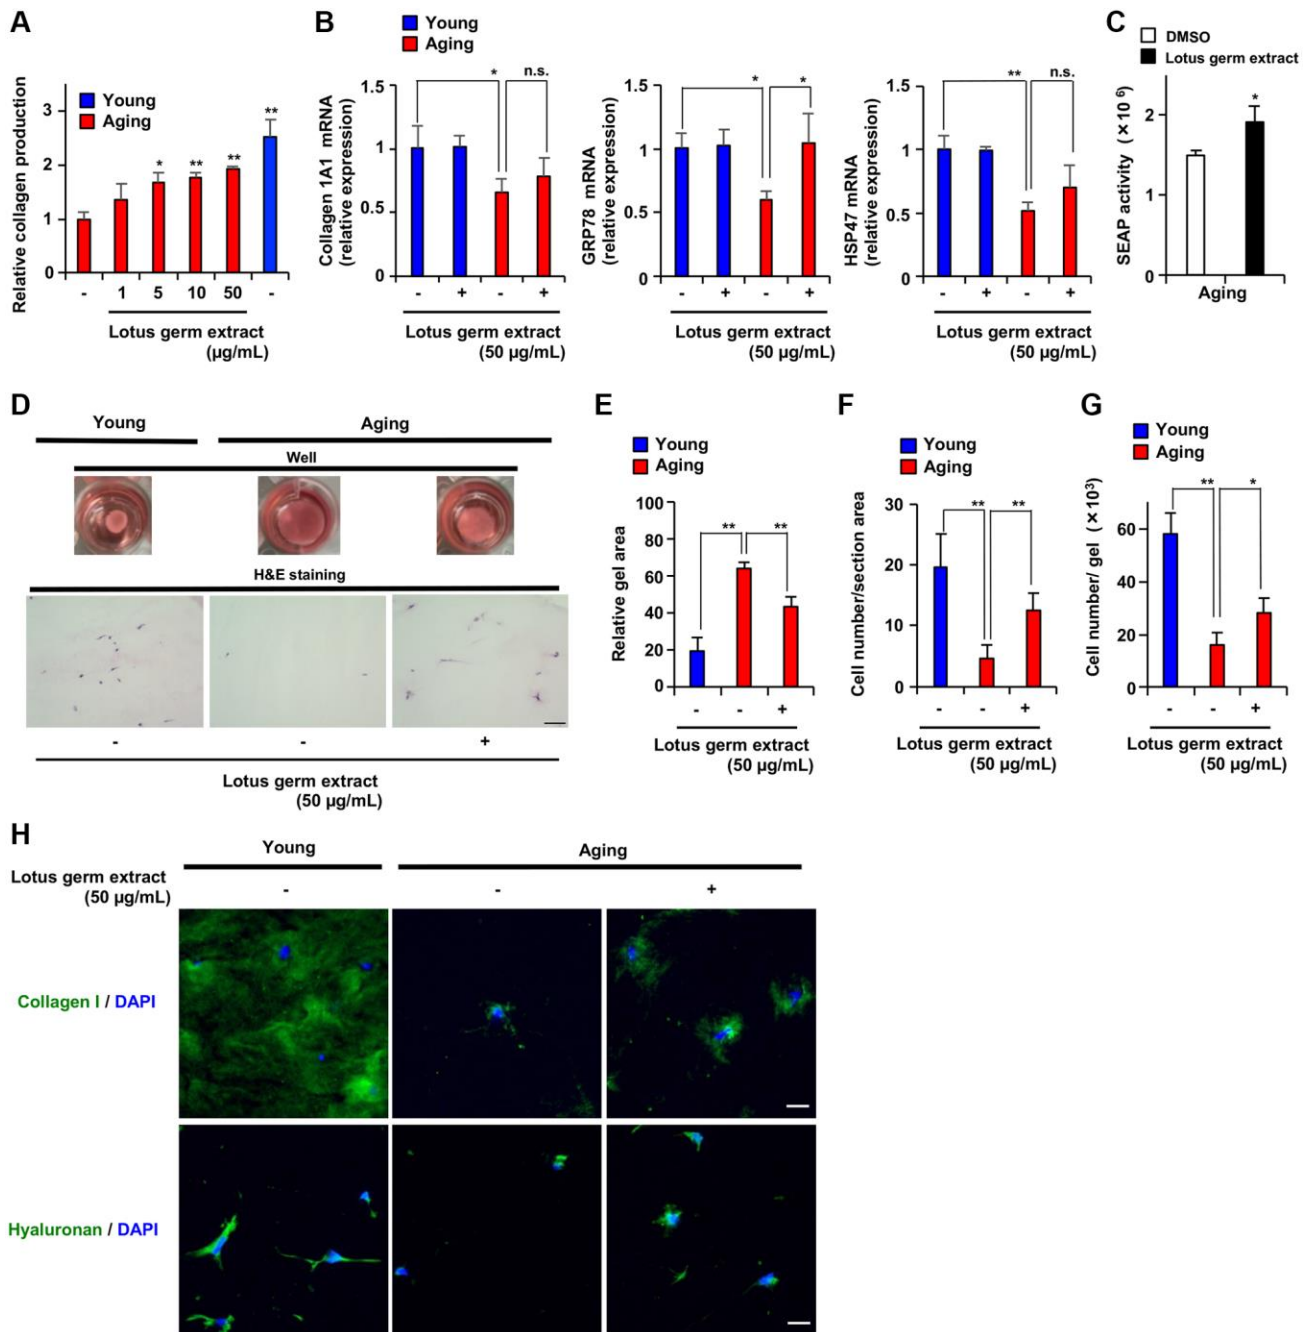 A
Young
Aging
Relative collagen production
3
2
1
0
* ** ** **
- 1 5 10 50 -
Lotus germ extract
(µg/mL)
B
Young
Aging
Collagen 1A1 mRNA
(relative expression)
1.5
1
0.5
0
* n.s.
- + - +
Lotus germ extract
(50 µg/mL)
GRP78 mRNA
(relative expression)
1.5
1
0.5
0
* *
- + - +
Lotus germ extract
(50 µg/mL)
HSP47 mRNA
(relative expression)
1.5
1
0.5
0
** n.s.
- + - +
Lotus germ extract
(50 µg/mL)
C
DMSO
Lotus germ extract
SEAP activity (×10 6)
2
1
0
*
Aging
D
Young Aging
Well
H&E staining
- - +
Lotus germ extract
(50 µg/mL)
E
Young
Aging
Relative gel area
100
80
60
40
20
0
** **
- - +
Lotus germ extract
(50 µg/mL)
F
Young
Aging
Cell number/section area
30
20
10
0
** **
- - +
Lotus germ extract
(50 µg/mL)
G
Young
Aging
Cell number/ gel (×10³)
60
40
20
0
** *
- - +
Lotus germ extract
(50 µg/mL)
H
Young Aging
Lotus germ extract
(50 µg/mL)
- - +
Collagen I / DAPI
Hyaluronan / DAPI